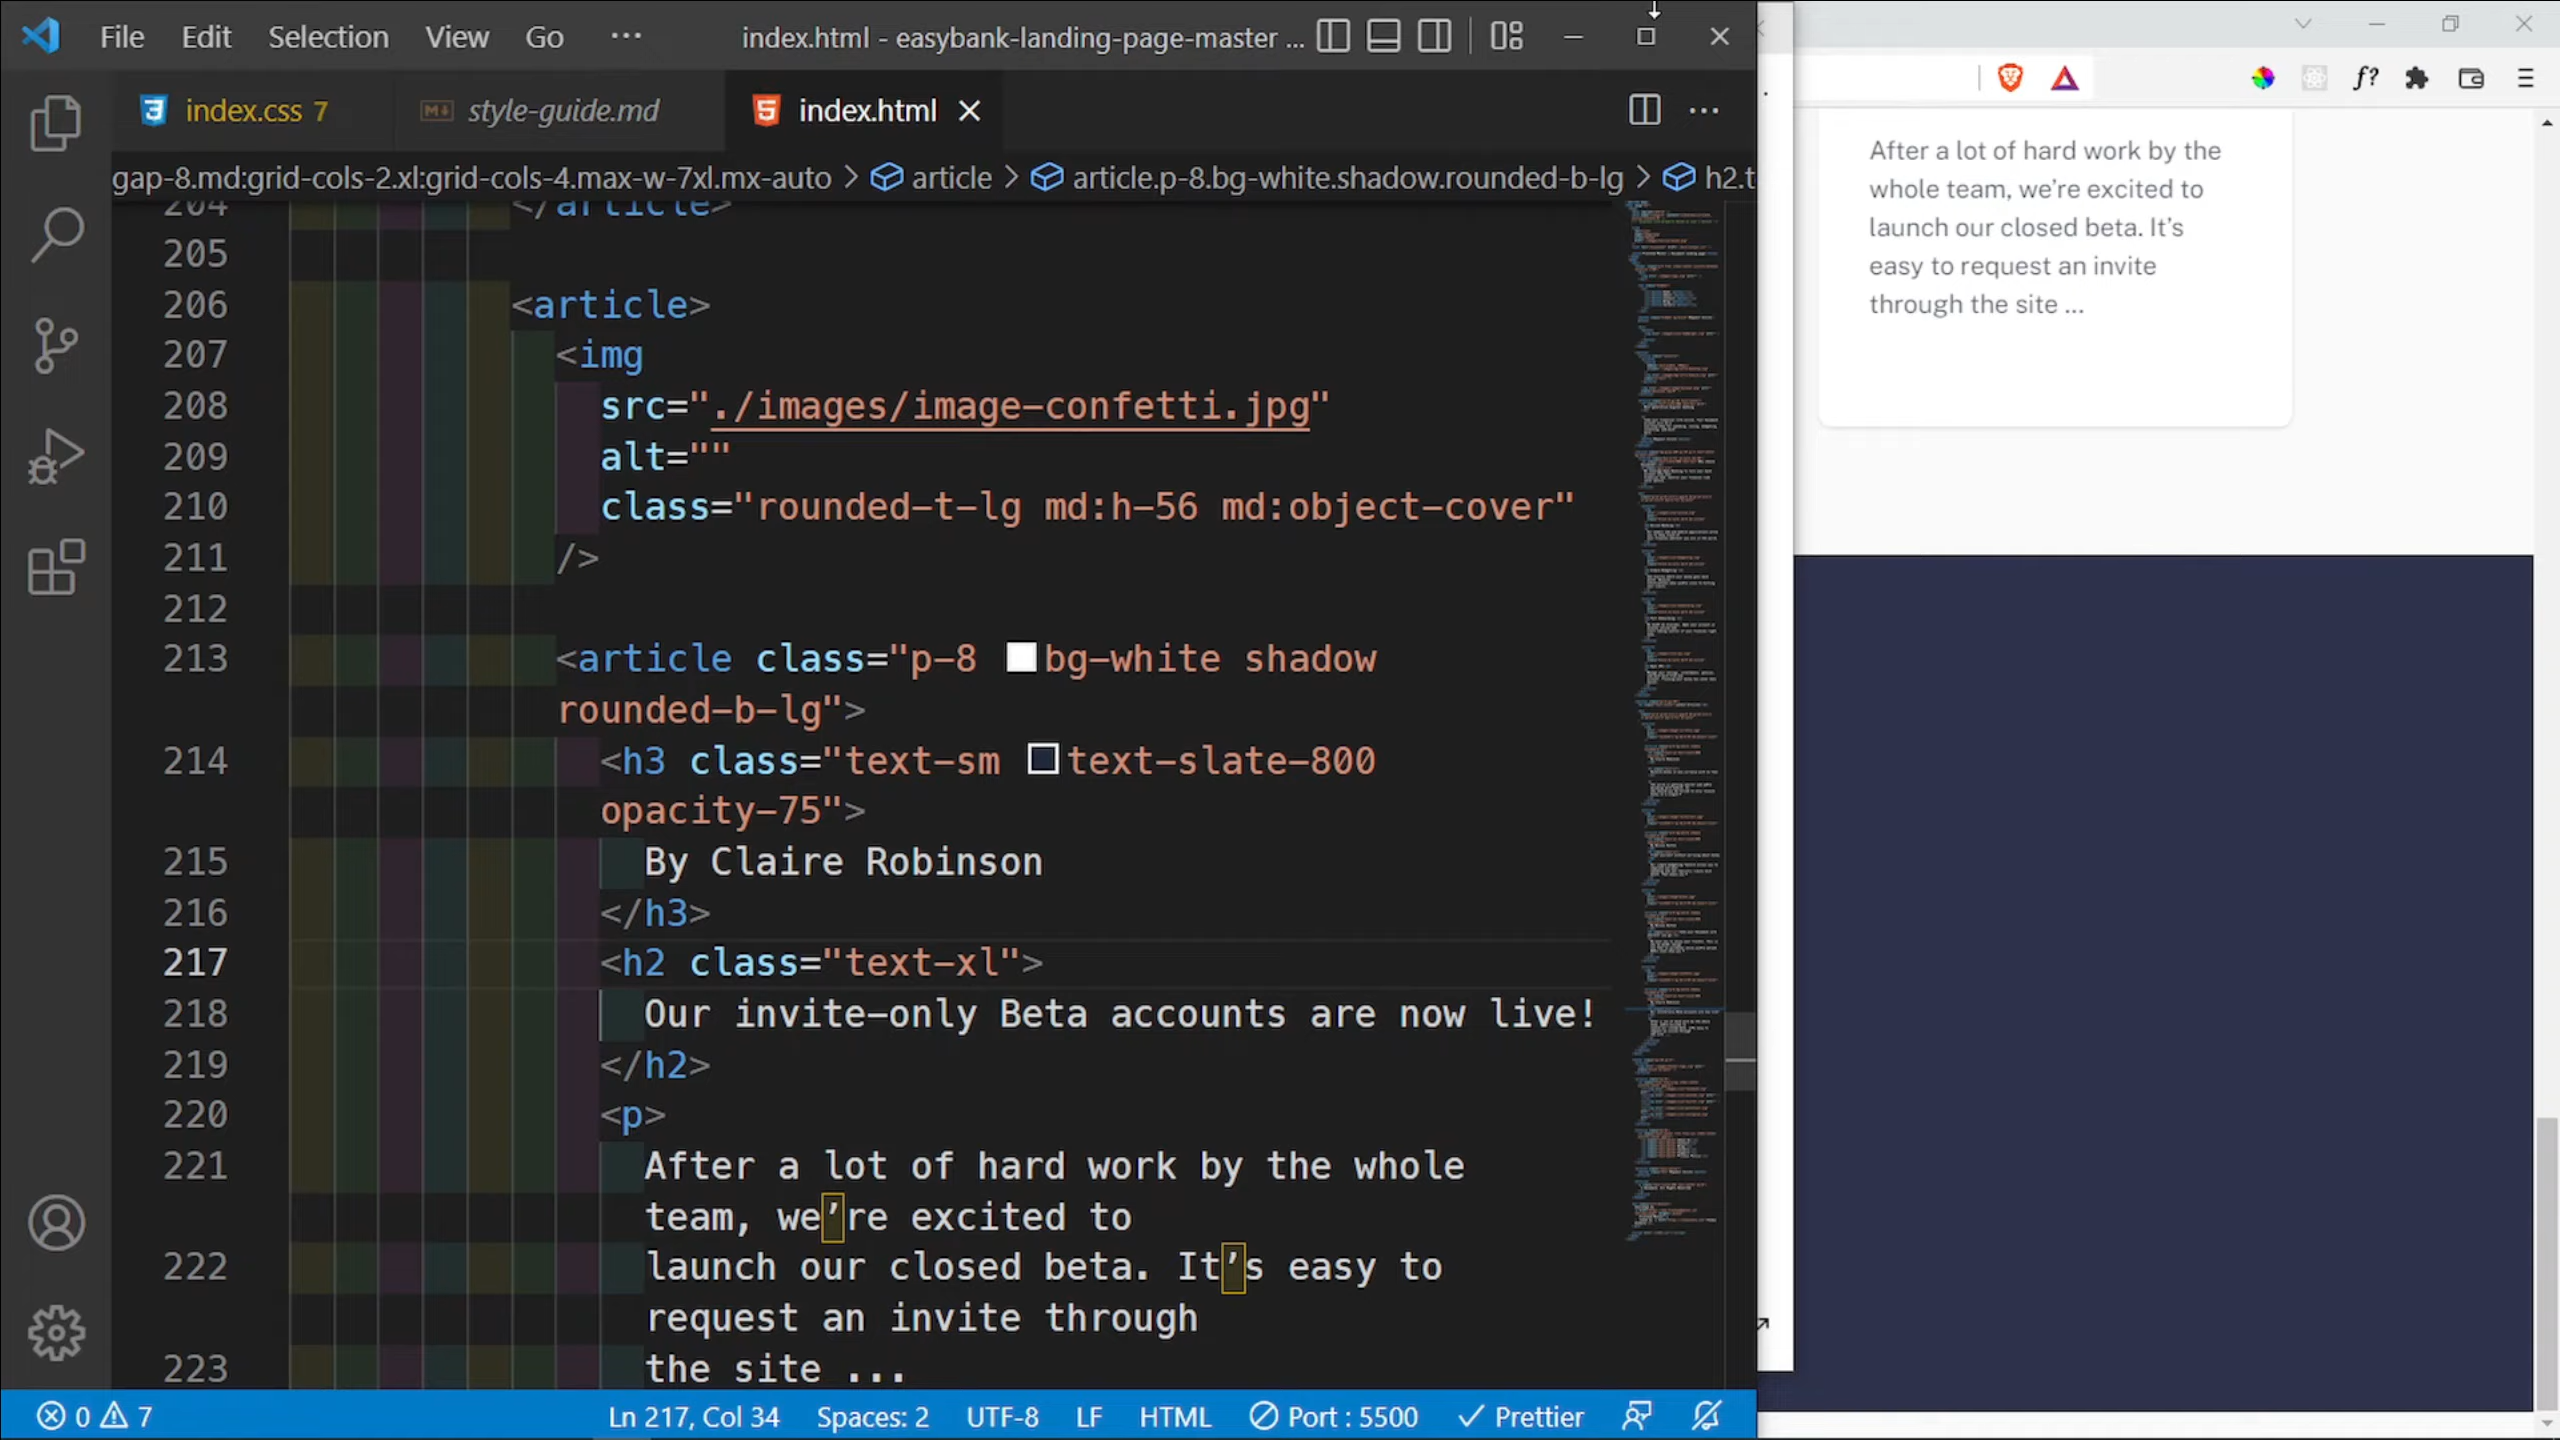 File Edit Selection View Go ... index.html - easybank-landing-page-master ...
index.css 7 style-guide.md index.html
gap-8.md:grid-cols-2.xl:grid-cols-4.max-w-7xl.mx-auto > article > article.p-8.bg-white.shadow.rounded-b-lg > h2.t
204 </article>
205
206 <article>
207 <img
208 src="./images/image-confetti.jpg"
209 alt=""
210 class="rounded-t-lg md:h-56 md:object-cover"
211 />
212
213 <article class="p-8 bg-white shadow
rounded-b-lg">
214 <h3 class="text-sm text-slate-800
opacity-75">
215 By Claire Robinson
216 </h3>
217 <h2 class="text-xl">
218 Our invite-only Beta accounts are now live!
219 </h2>
220 <p>
221 After a lot of hard work by the whole
team, we’re excited to
222 launch our closed beta. It’s easy to
request an invite through
223 the site ...
0 7 Ln 217, Col 34 Spaces: 2 UTF-8 LF HTML Port : 5500 Prettier
f?
After a lot of hard work by the
whole team, we’re excited to
launch our closed beta. It’s
easy to request an invite
through the site ...